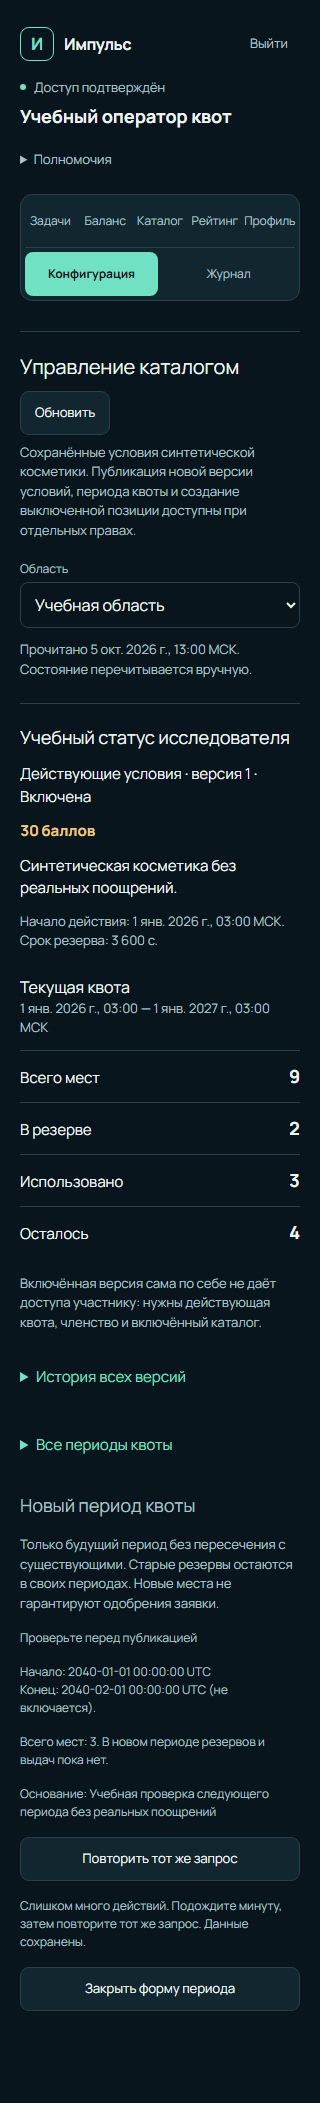 И Импульс Выйти
Доступ подтверждён
Учебный оператор квот
Полномочия
Задачи Баланс Каталог Рейтинг Профиль
Конфигурация Журнал
Управление каталогом
Обновить
Сохранённые условия синтетической
косметики. Публикация новой версии
условий, периода квоты и создание
выключенной позиции доступны при
отдельных правах.
Область
Учебная область
Прочитано 5 окт. 2026 г., 13:00 МСК.
Состояние перечитывается вручную.
Учебный статус исследователя
Действующие условия · версия 1 ·
Включена
30 баллов
Синтетическая косметика без
реальных поощрений.
Начало действия: 1 янв. 2026 г., 03:00 МСК.
Срок резерва: 3 600 с.
Текущая квота
1 янв. 2026 г., 03:00 — 1 янв. 2027 г., 03:00
МСК
Всего мест 9
В резерве 2
Использовано 3
Осталось 4
Включённая версия сама по себе не даёт
доступа участнику: нужны действующая
квота, членство и включённый каталог.
История всех версий
Все периоды квоты
Новый период квоты
Только будущий период без пересечения с
существующими. Старые резервы остаются
в своих периодах. Новые места не
гарантируют одобрения заявки.
Проверьте перед публикацией
Начало: 2040-01-01 00:00:00 UTC
Конец: 2040-02-01 00:00:00 UTC (не
включается).
Всего мест: 3. В новом периоде резервов и
выдач пока нет.
Основание: Учебная проверка следующего
периода без реальных поощрений
Повторить тот же запрос
Слишком много действий. Подождите минуту,
затем повторите тот же запрос. Данные
сохранены.
Закрыть форму периода